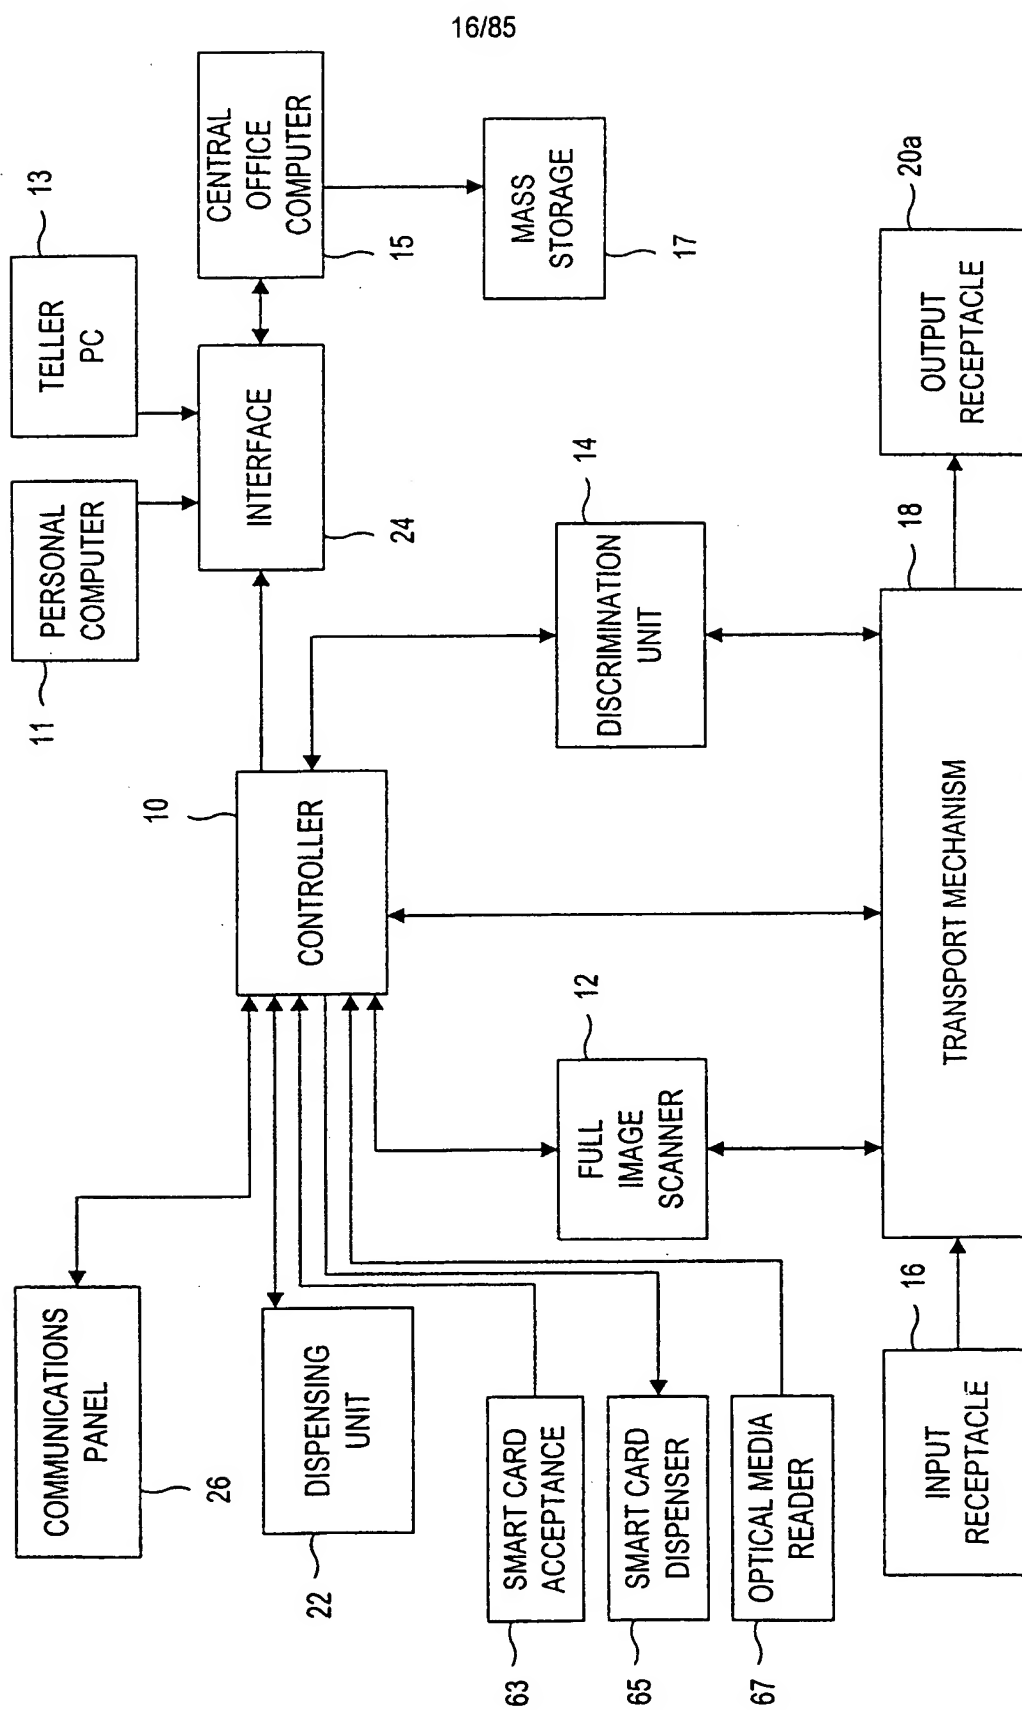 16/85
13
TELLER
PC
11
PERSONAL
COMPUTER
CENTRAL
OFFICE
COMPUTER
15
INTERFACE
24
MASS
STORAGE
17
10
CONTROLLER
14
DISCRIMINATION
UNIT
12
FULL
IMAGE
SCANNER
COMMUNICATIONS
PANEL
26
DISPENSING
UNIT
22
SMART CARD
ACCEPTANCE
63
SMART CARD
DISPENSER
65
OPTICAL MEDIA
READER
67
16
INPUT
RECEPTACLE
18
TRANSPORT MECHANISM
20a
OUTPUT
RECEPTACLE